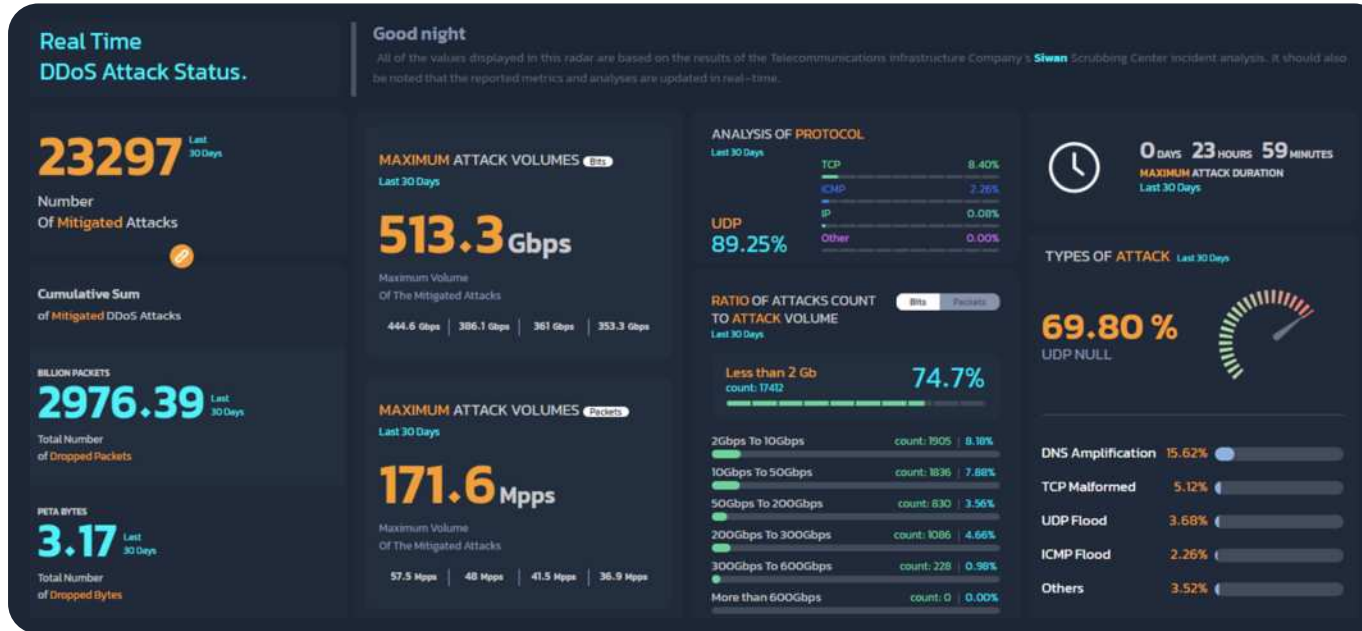 Real Time
DDoS Attack Status.
Good night
All of the values displayed in this radar are based on the results of the Telecommunications Infrastructure Company's Siwan Scrubbing Center incident analysis. It should also
be noted that the reported metrics and analyses are updated in real-time.
23297 Last
30 Days
Number
Of Mitigated Attacks
Cumulative Sum
of Mitigated DDoS Attacks
BILLION PACKETS
2976.39 Last
30 Days
Total Number
of Dropped Packets
PETA BYTES
3.17 Last
30 Days
Total Number
of Dropped Bytes
MAXIMUM ATTACK VOLUMES Bits
Last 30 Days
513.3 Gbps
Maximum Volume
Of The Mitigated Attacks
444.6 Gbps | 386.1 Gbps | 361 Gbps | 353.3 Gbps
MAXIMUM ATTACK VOLUMES Packets
Last 30 Days
171.6 Mpps
Maximum Volume
Of The Mitigated Attacks
57.5 Mpps | 48 Mpps | 41.5 Mpps | 36.9 Mpps
ANALYSIS OF PROTOCOL
Last 30 Days
TCP 8.40%
ICMP 2.26%
IP 0.08%
Other 0.00%
UDP
89.25%
RATIO OF ATTACKS COUNT
TO ATTACK VOLUME
Bits Packets
Last 30 Days
Less than 2 Gb
count: 17412
74.7%
2Gbps To 10Gbps count: 1905 | 8.18%
10Gbps To 50Gbps count: 1836 | 7.88%
50Gbps To 200Gbps count: 830 | 3.56%
200Gbps To 300Gbps count: 1086 | 4.66%
300Gbps To 600Gbps count: 228 | 0.98%
More than 600Gbps count: 0 | 0.00%
0 DAYS 23 HOURS 59 MINUTES
MAXIMUM ATTACK DURATION
Last 30 Days
TYPES OF ATTACK Last 30 Days
69.80 %
UDP NULL
DNS Amplification 15.62%
TCP Malformed 5.12%
UDP Flood 3.68%
ICMP Flood 2.26%
Others 3.52%